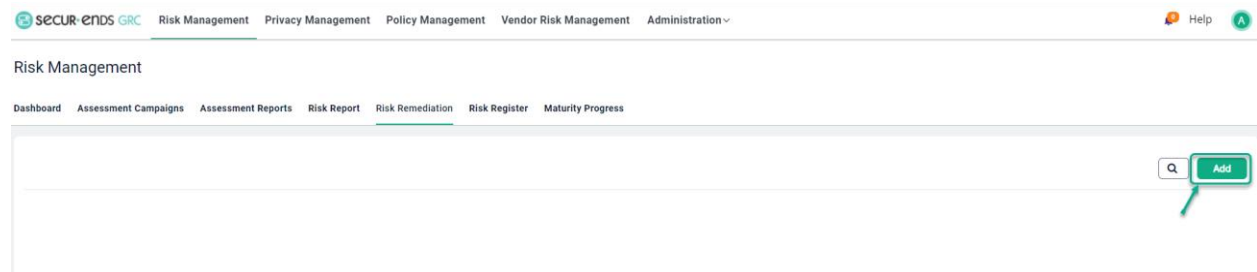 SECUR-ENDS GRC Risk Management Privacy Management Policy Management Vendor Risk Management Administration Help A
Risk Management
Dashboard Assessment Campaigns Assessment Reports Risk Report Risk Remediation Risk Register Maturity Progress
Add